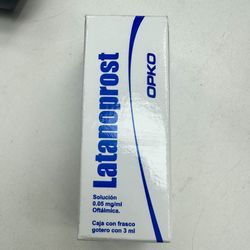 Latanoprost
OPKO
Solución
0.05 mg/ml
Oftálmica.
Caja con frasco
gotero con 3 ml